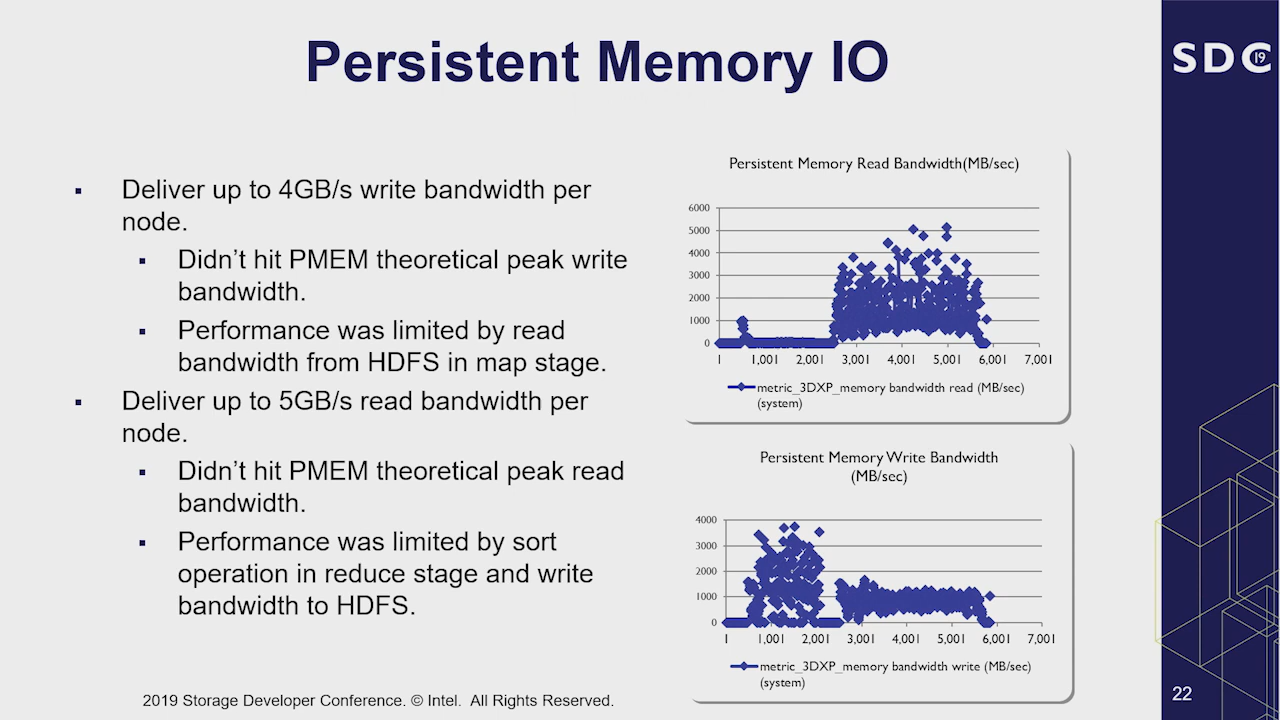 Persistent Memory IO
SDC 19
▪ Deliver up to 4GB/s write bandwidth per
node.
▪ Didn’t hit PMEM theoretical peak write
bandwidth.
▪ Performance was limited by read
bandwidth from HDFS in map stage.
▪ Deliver up to 5GB/s read bandwidth per
node.
▪ Didn’t hit PMEM theoretical peak read
bandwidth.
▪ Performance was limited by sort
operation in reduce stage and write
bandwidth to HDFS.
Persistent Memory Read Bandwidth(MB/sec)
6000
5000
4000
3000
2000
1000
0
1 1,001 2,001 3,001 4,001 5,001 6,001 7,001
metric_3DXP_memory bandwidth read (MB/sec)
(system)
Persistent Memory Write Bandwidth
(MB/sec)
4000
3000
2000
1000
0
1 1,001 2,001 3,001 4,001 5,001 6,001 7,001
metric_3DXP_memory bandwidth write (MB/sec)
(system)
2019 Storage Developer Conference. © Intel. All Rights Reserved.
22